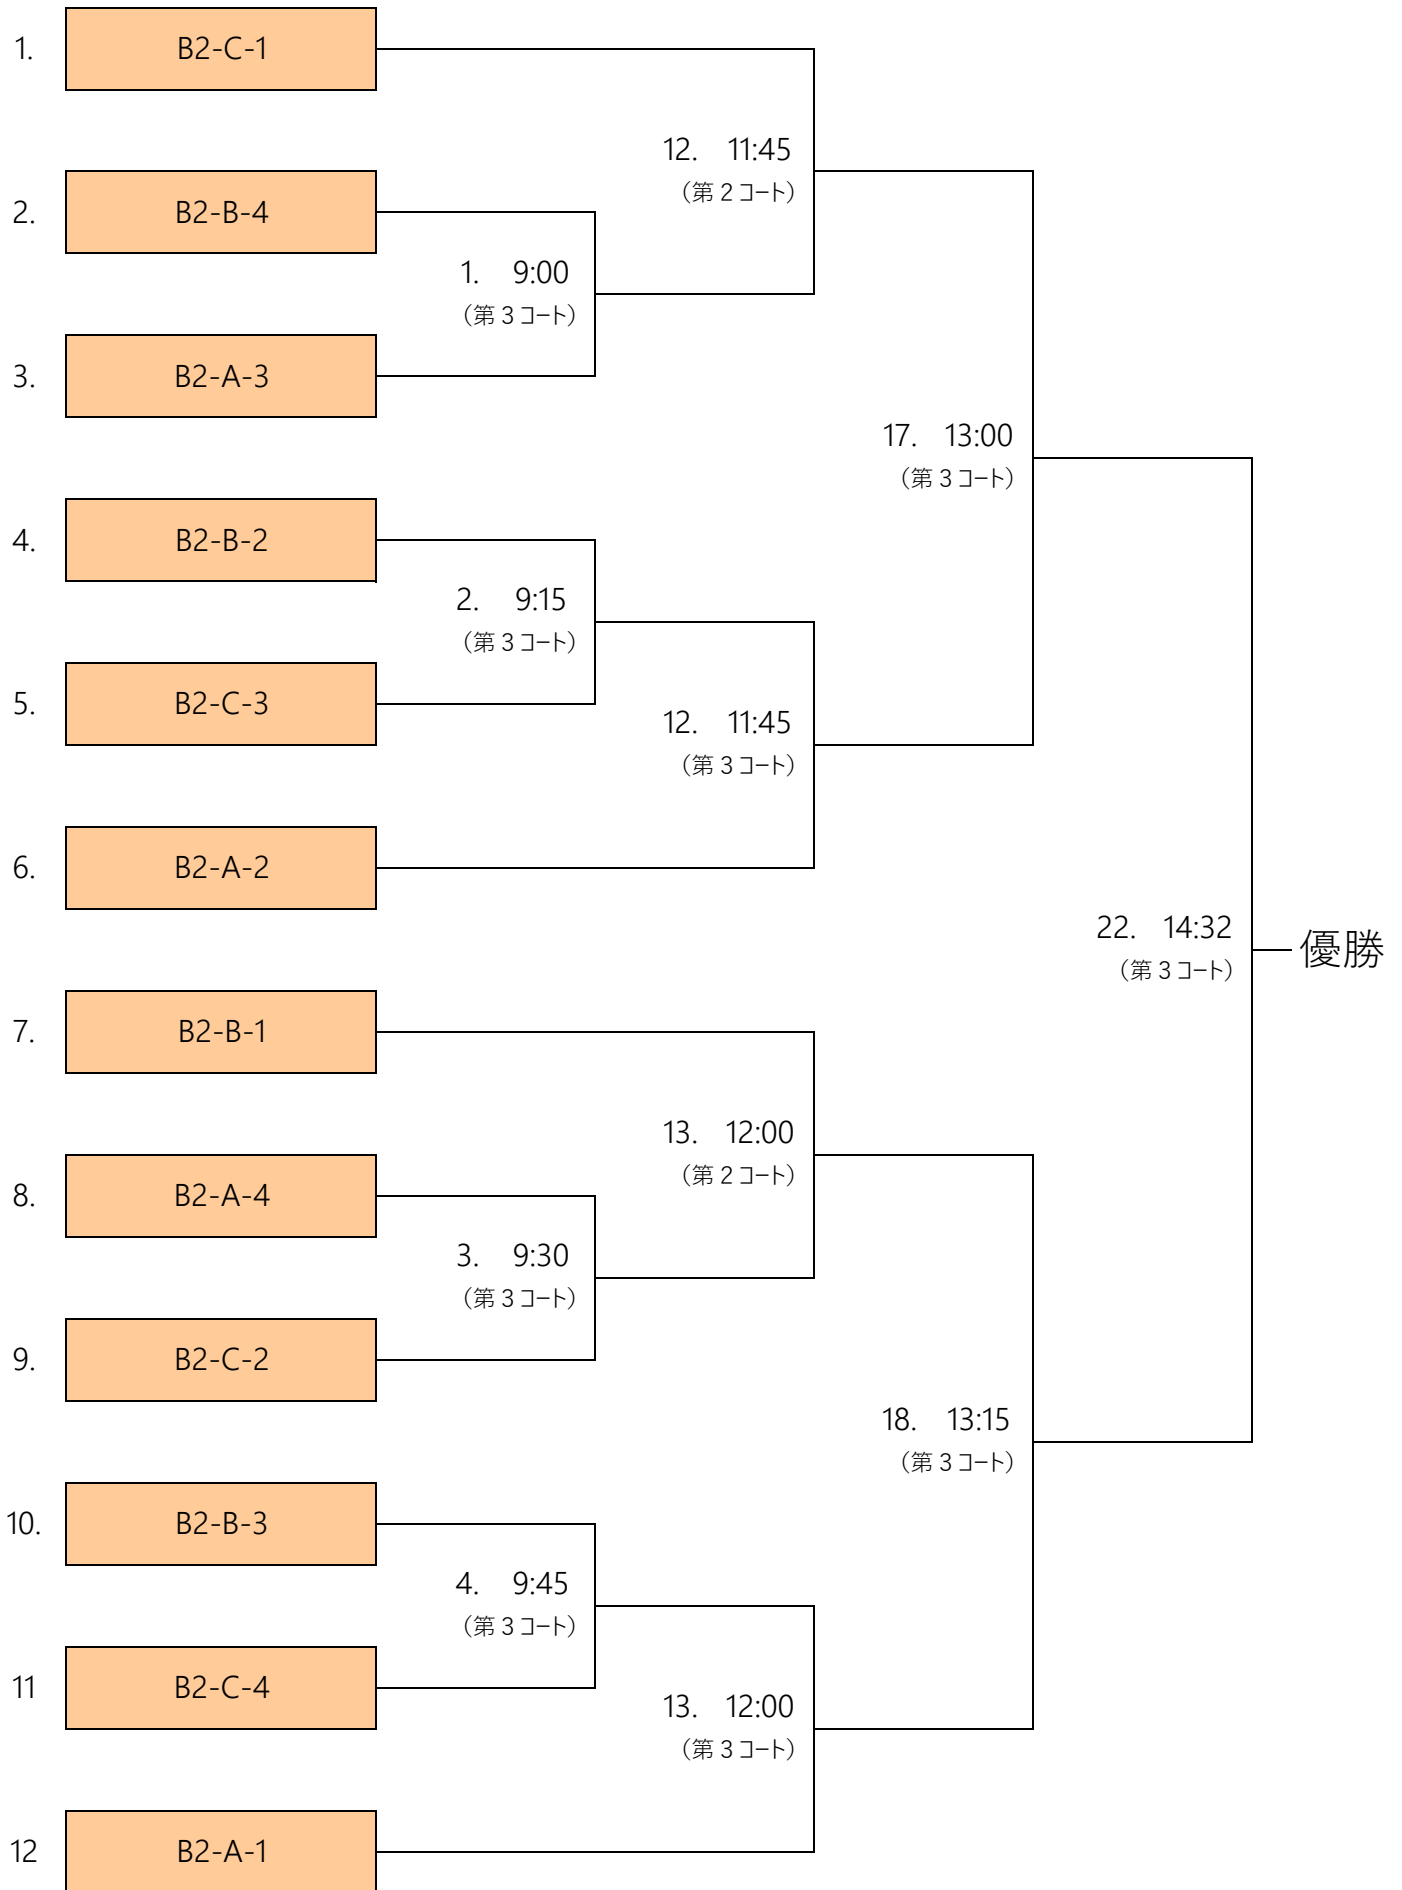 1. B2-C-1
12. 11:45
（第２コート）
2. B2-B-4
1. 9:00
（第３コート）
3. B2-A-3
17. 13:00
（第３コート）
4. B2-B-2
2. 9:15
（第３コート）
5. B2-C-3
12. 11:45
（第３コート）
6. B2-A-2
22. 14:32
（第３コート）
優勝
7. B2-B-1
13. 12:00
（第２コート）
8. B2-A-4
3. 9:30
（第３コート）
9. B2-C-2
18. 13:15
（第３コート）
10. B2-B-3
4. 9:45
（第３コート）
11 B2-C-4
13. 12:00
（第３コート）
12 B2-A-1